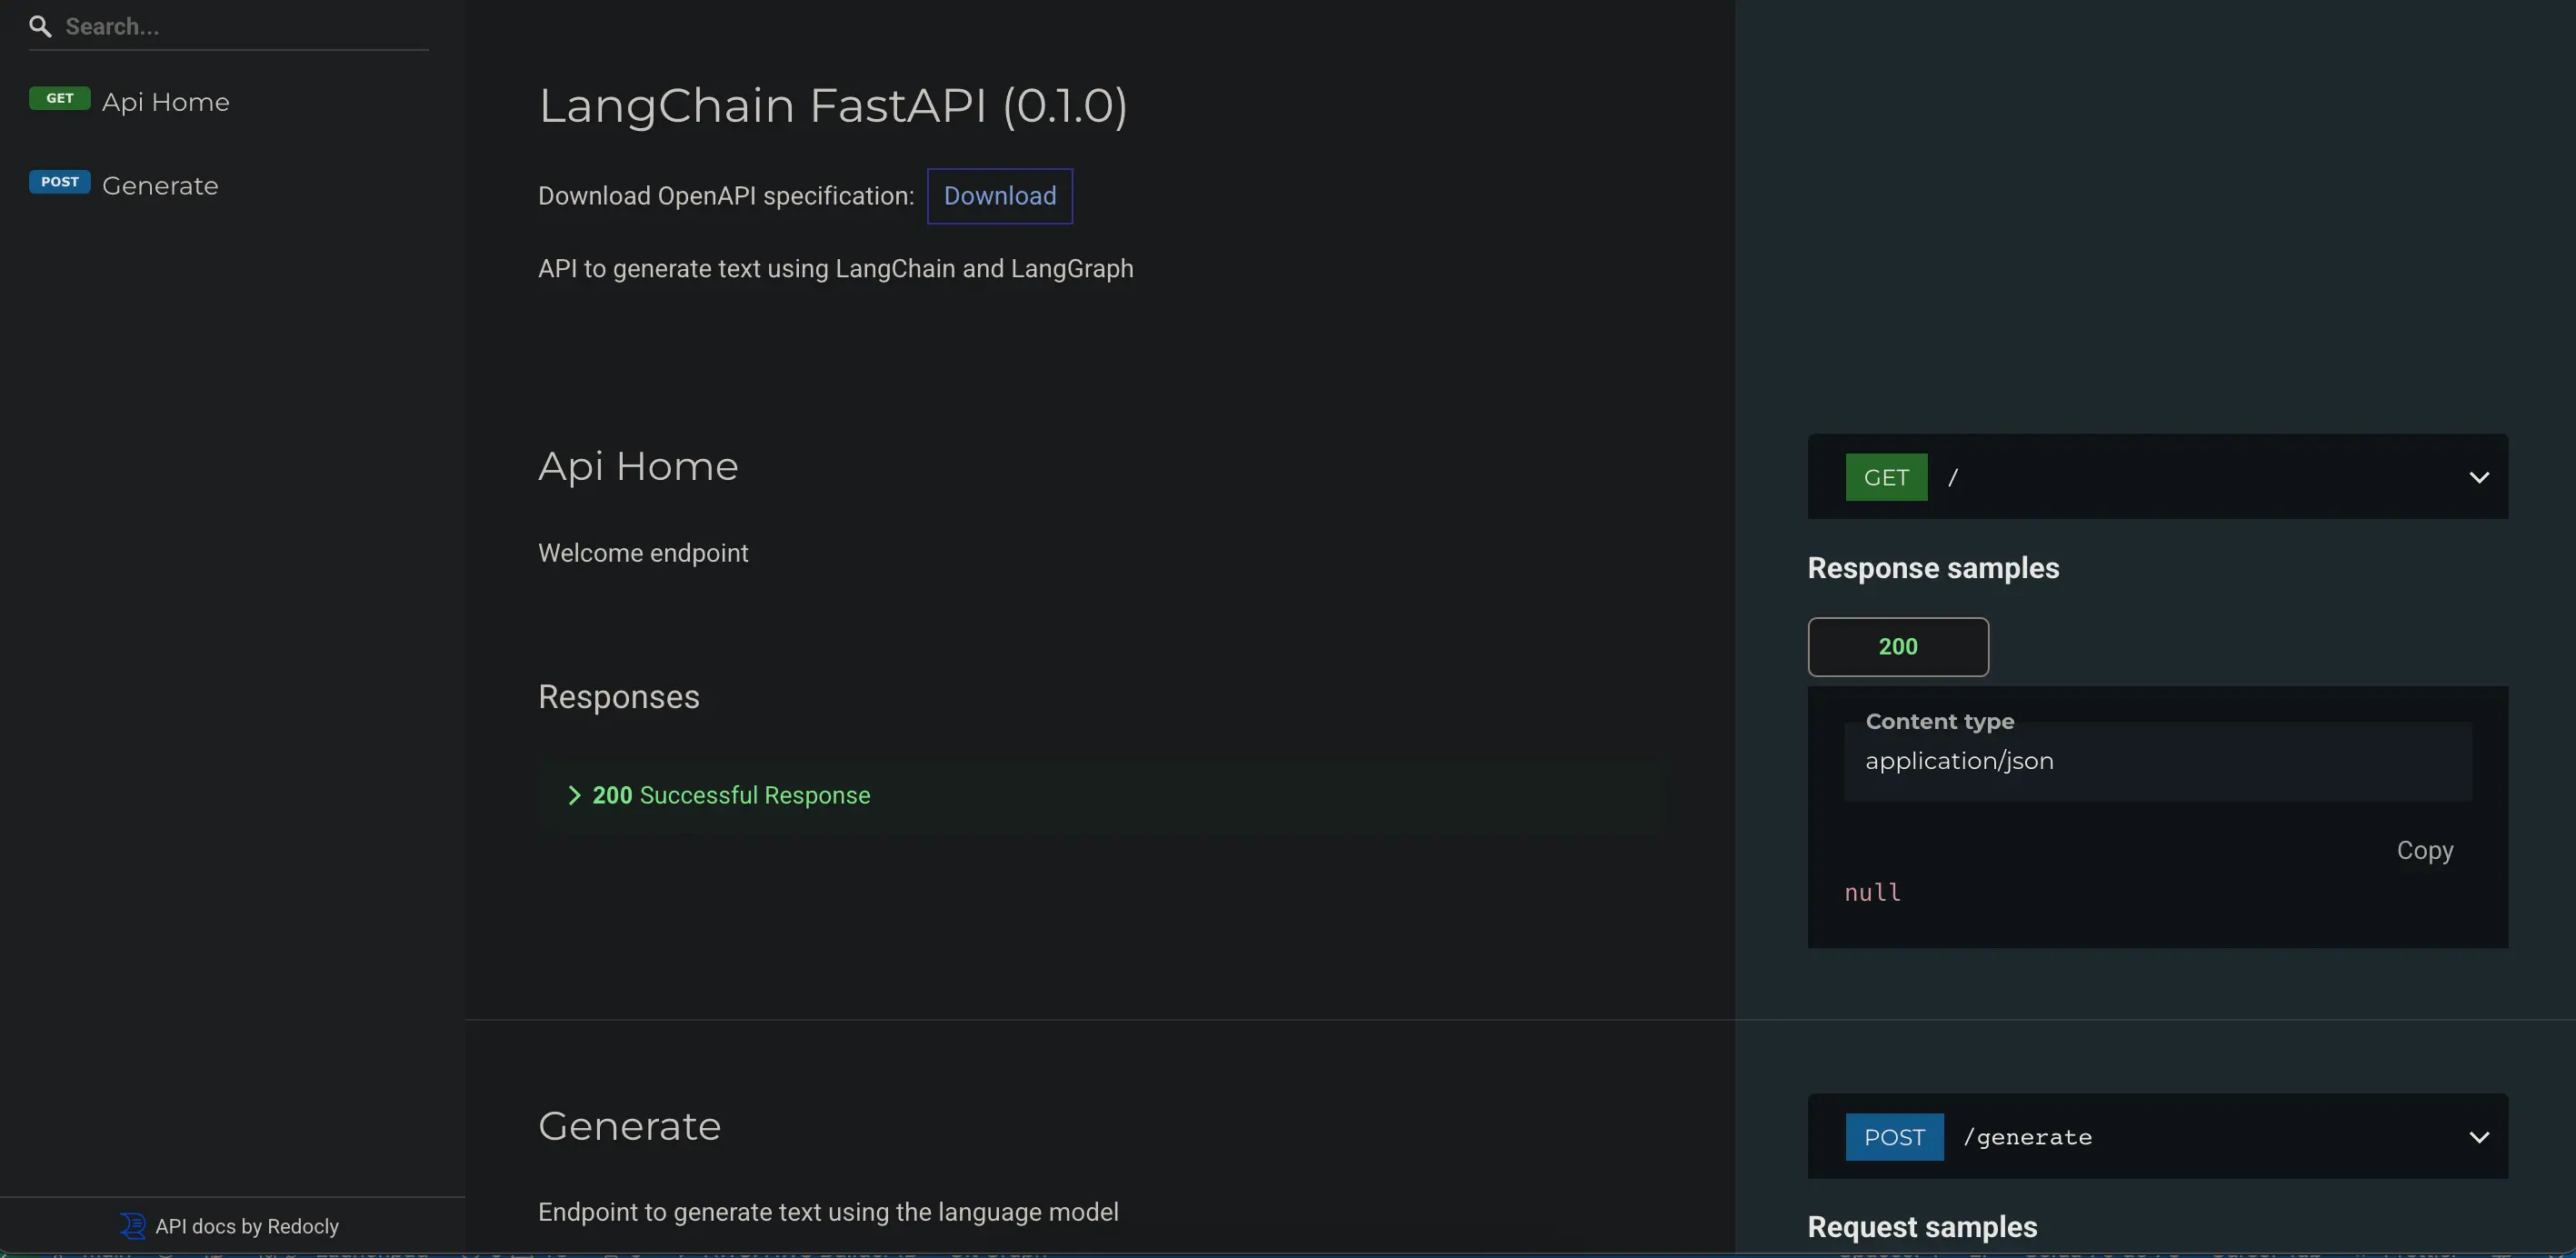 Search...
GET Api Home
POST Generate
API docs by Redocly
LangChain FastAPI (0.1.0)
Download OpenAPI specification: Download
API to generate text using LangChain and LangGraph
Api Home
Welcome endpoint
Responses
200 Successful Response
GET /
Response samples
200
Content type
application/json
Copy
null
Generate
Endpoint to generate text using the language model
POST /generate
Request samples